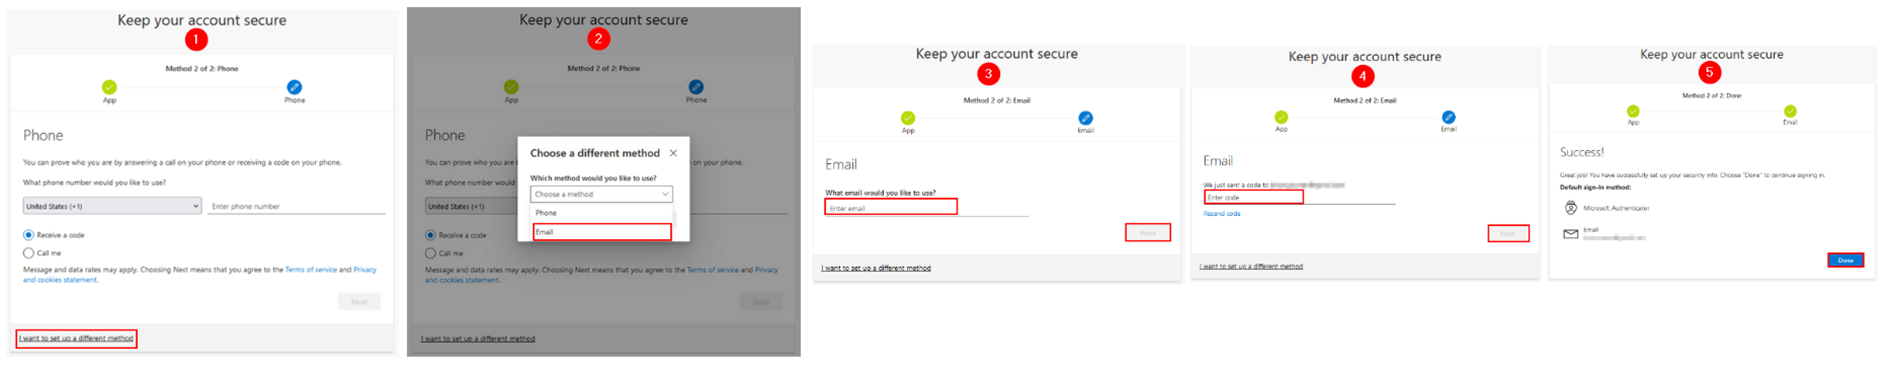 Keep your account secure
1
Method 2 of 2: Phone
App
Phone
Phone
You can prove who you are by answering a call on your phone or receiving a code on your phone.
What phone number would you like to use?
United States (+1)
Enter phone number
Receive a code
Call me
Message and data rates may apply. Choosing Next means that you agree to the Terms of service and Privacy
and cookies statement.
Next
I want to set up a different method
Keep your account secure
2
Method 2 of 2: Phone
App
Phone
Phone
You can prove who you are
on your phone.
What phone number would
United States (+1)
Receive a code
Call me
Message and data rates may apply. Choosing Next means that you agree to the Terms of service and Privacy
and cookies statement.
Next
I want to set up a different method
Choose a different method
Which method would you like to use?
Choose a method
Phone
Email
Keep your account secure
3
Method 2 of 2: Email
App
Email
Email
What email would you like to use?
Enter email
Next
I want to set up a different method
Keep your account secure
4
Method 2 of 2: Email
App
Email
Email
We just sent a code to
Enter code
Resend code
Next
I want to set up a different method
Keep your account secure
5
Method 2 of 2: Done
App
Email
Success!
Great job! You have successfully set up your security info. Choose "Done" to continue signing in.
Default sign-in method:
Microsoft Authenticator
Email
Done